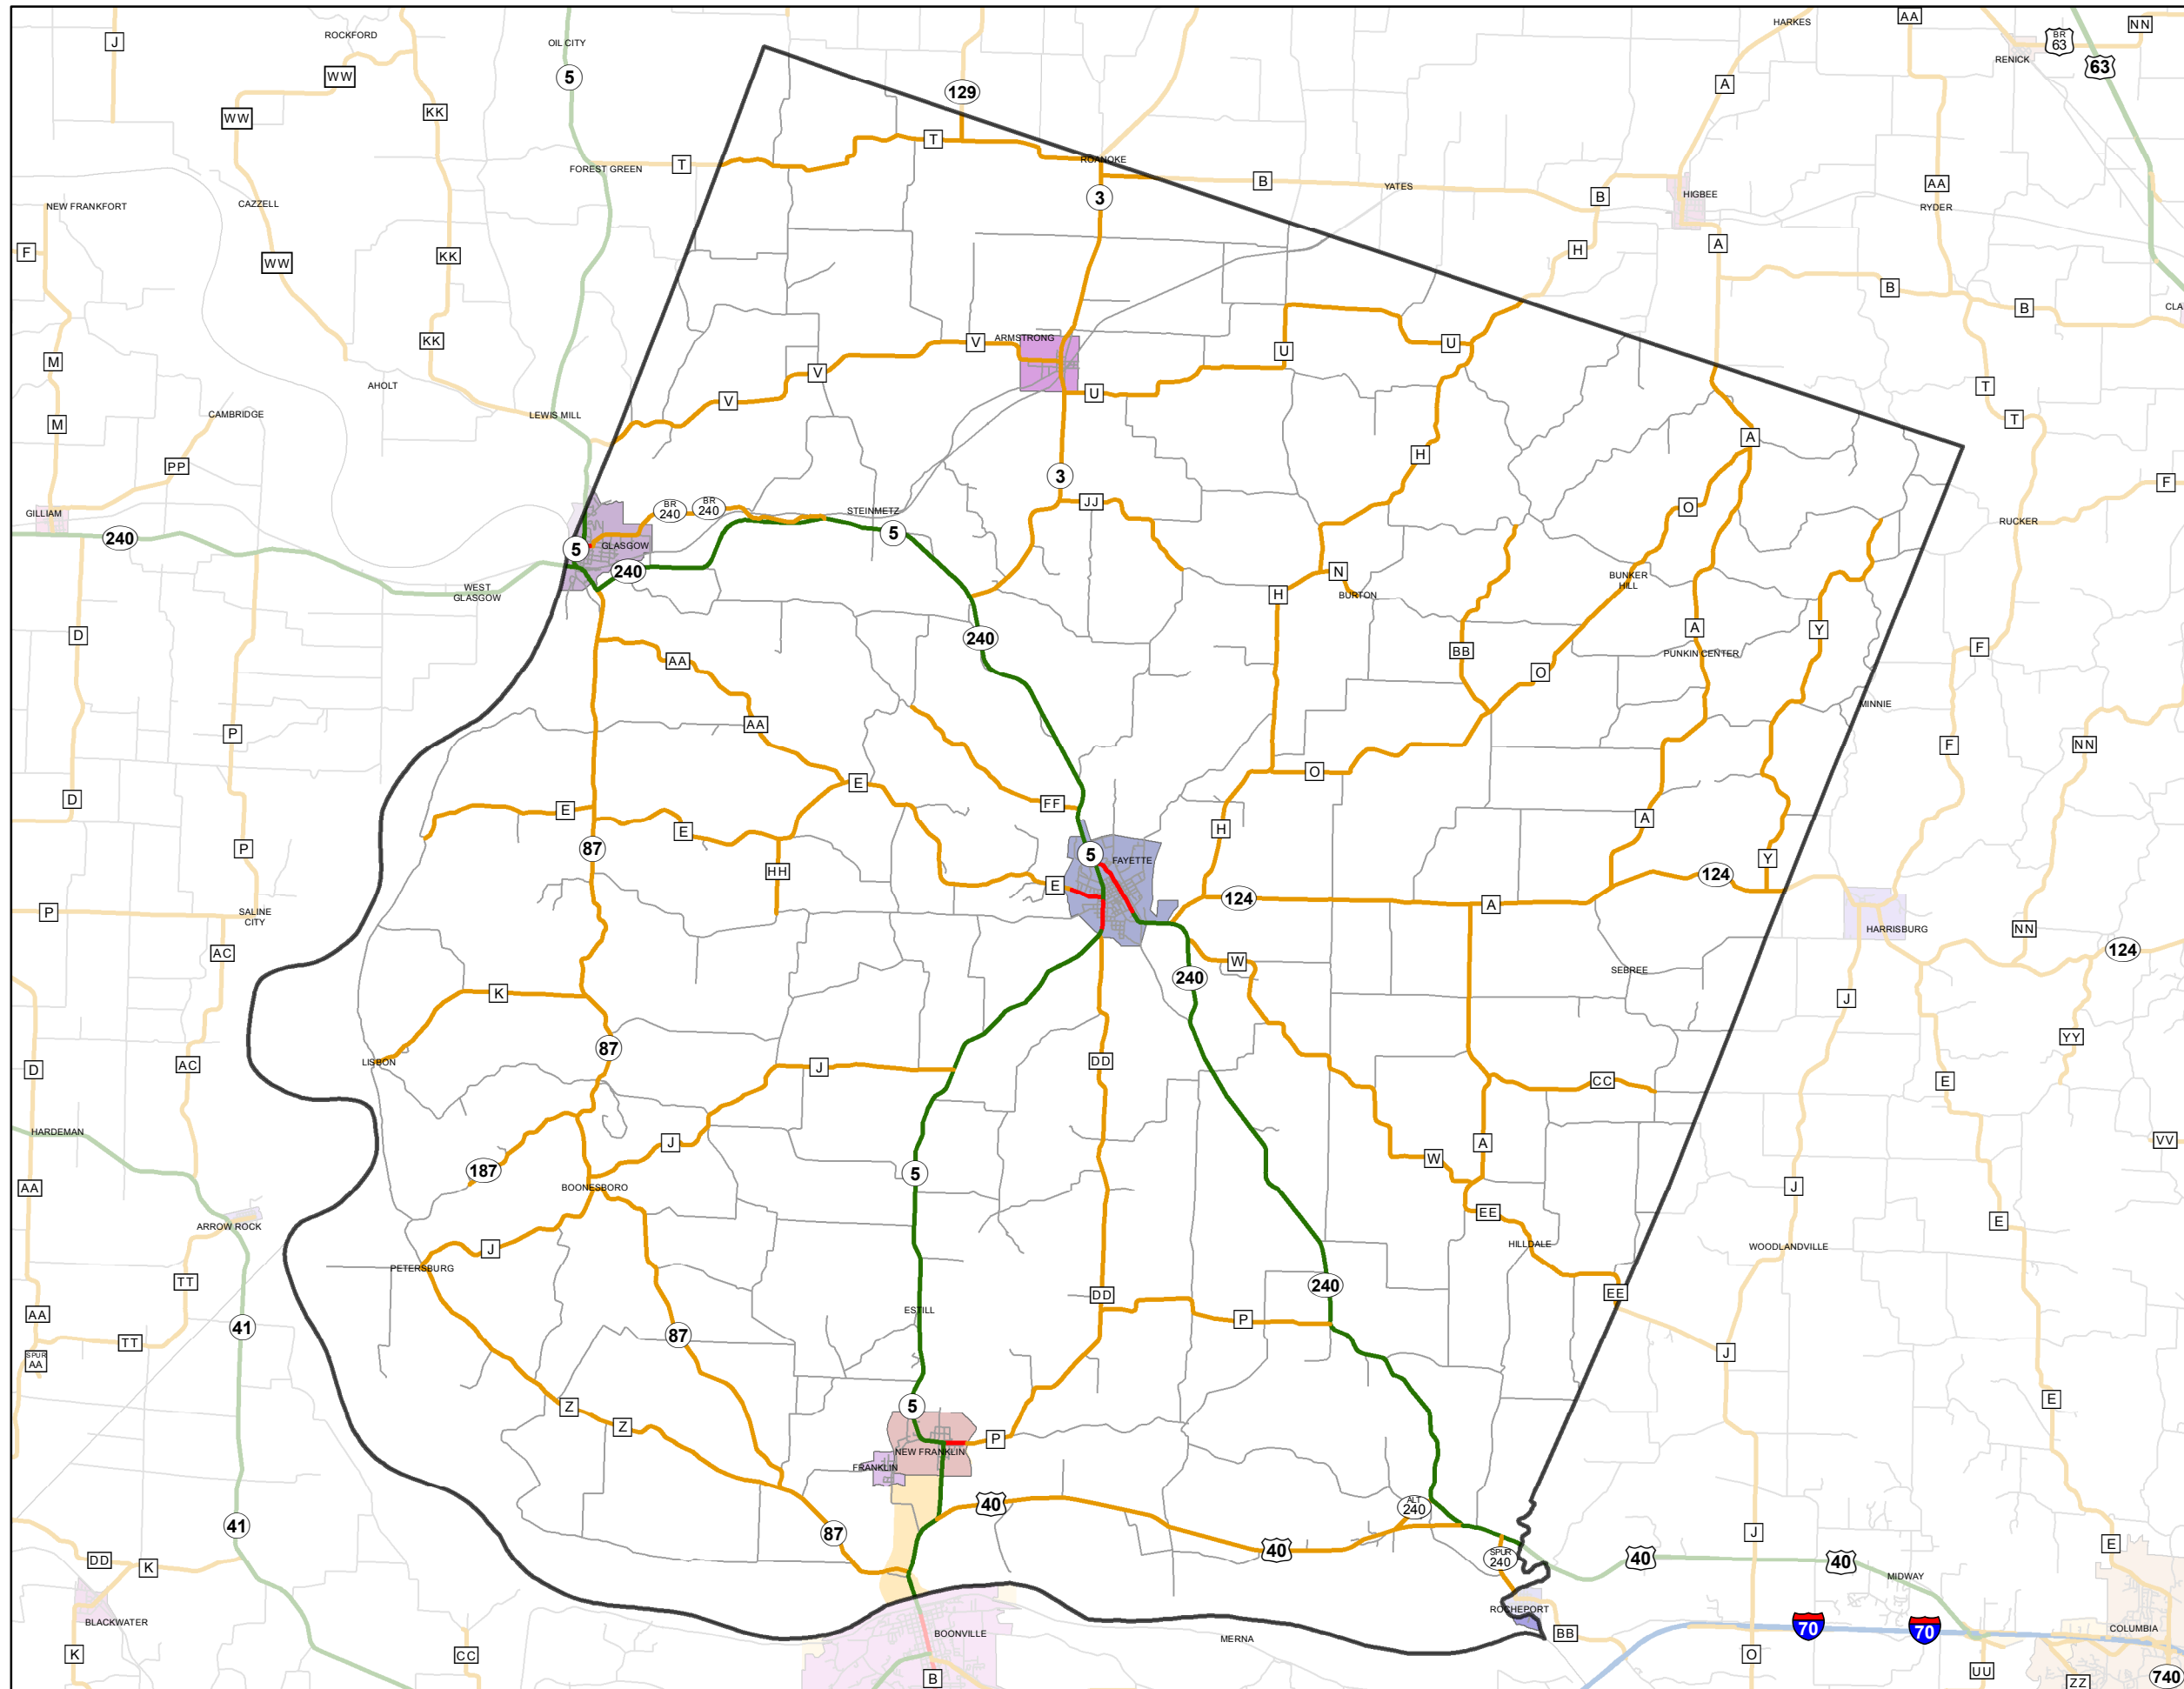 AA
HARKES
NN
BR
63
J
ROCKFORD
OIL CITY
RENICK
63
WW
5
A
129
WW
KK
T
T
FOREST GREEN
ROANOKE
B
YATES
B
HIGBEE
AA
RYDER
3
NEW FRANKFORT
CAZZELL
F
WW
KK
H
A
B
B
CLA
KK
V
ARMSTRONG
U
U
M
V
AHOLT
V
U
T
CAMBRIDGE
LEWIS MILL
T
M
A
PP
H
3
F
GILLIAM
BR
240
BR
240
STEINMETZ
JJ
O
RUCKER
240
5
GLASGOW
5
240
N
BURTON
BUNKER
HILL
WEST
GLASGOW
H
D
240
A
Y
AA
BB
PUNKIN CENTER
F
O
MINNIE
AA
P
F
NN
D
E
O
E
FF
E
H
A
P
87
5
FAYETTE
Y
HH
E
124
124
A
P
SALINE
CITY
HARRISBURG
NN
AC
W
124
240
SEBREE
K
J
87
YY
LISBON
DD
AC
D
J
CC
E
HARDEMAN
J
A
VV
187
5
W
AA
BOONESBORO
J
ARROW ROCK
EE
E
J
HILLDALE
WOODLANDVILLE
PETERSBURG
TT
240
DD
EE
AA
ESTILL
41
P
87
TT
J
SPUR
AA
Z
5
E
Z
P
NEW FRANKLIN
FRANKLIN
40
ALT
240
41
87
J
E
DD
K
40
SPUR
240
40
40
MIDWAY
BLACKWATER
ROCHEPORT
70
70
COLUMBIA
BOONVILLE
MERNA
BB
K
CC
O
B
UU
ZZ
740